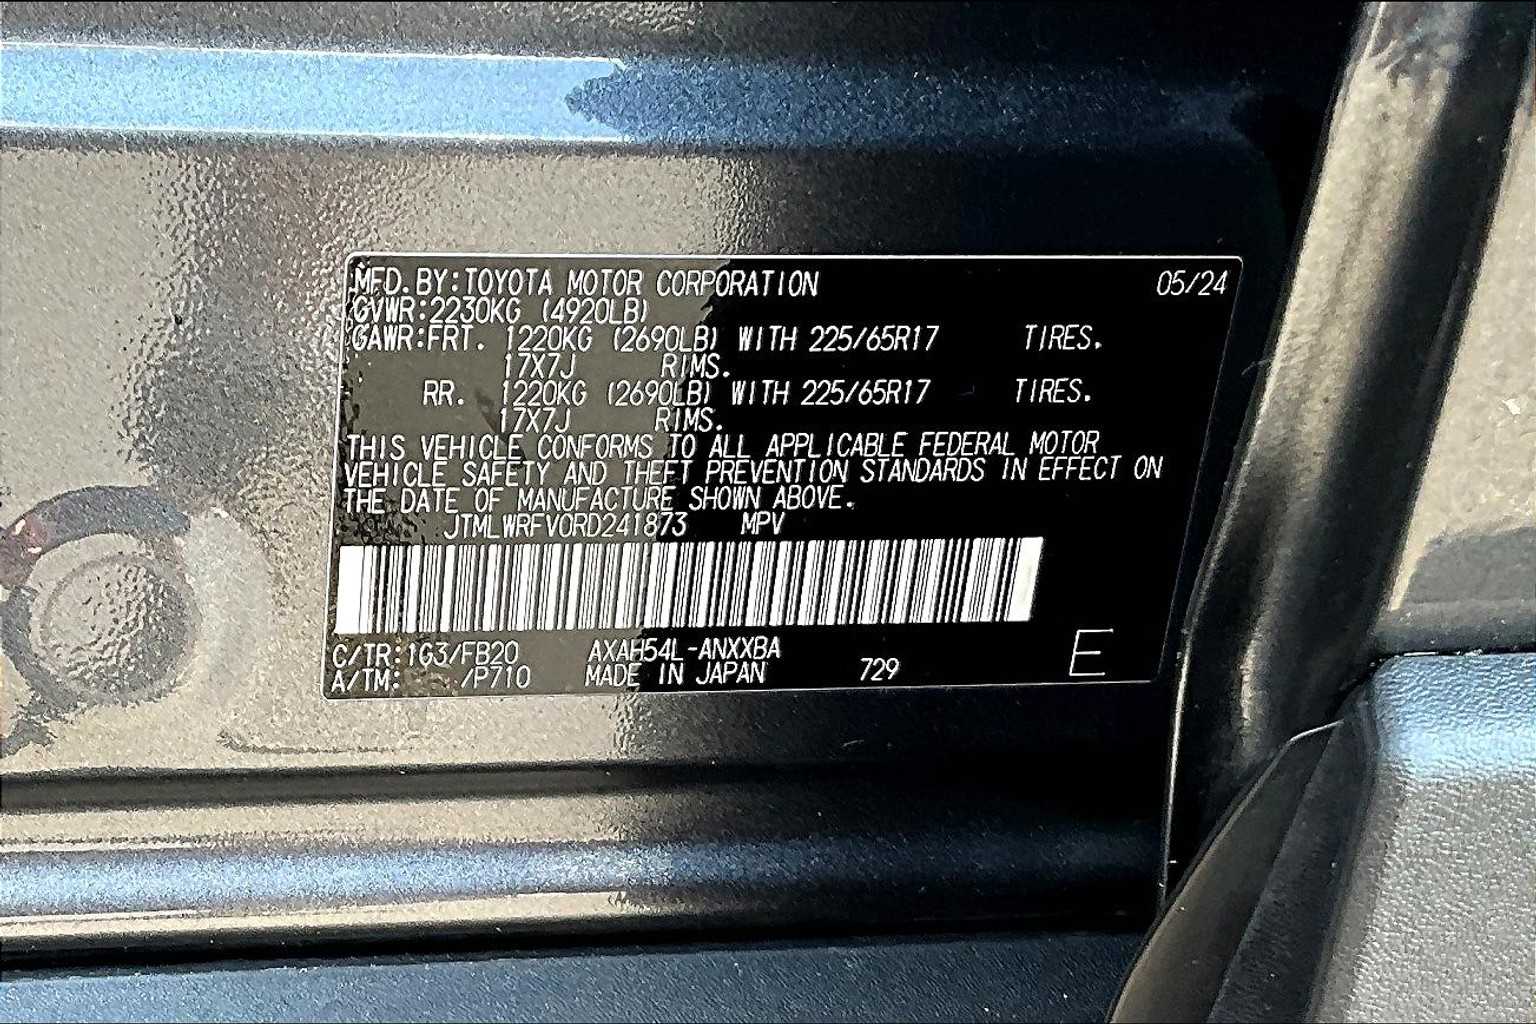 MFD. BY: TOYOTA MOTOR CORPORATION 05/24
GVWR: 2230KG (4920LB)
GAWR: FRT. 1220KG (2690LB) WITH 225/65R17 TIRES.
17X7J RIMS.
RR. 1220KG (2690LB) WITH 225/65R17 TIRES.
17X7J RIMS.
THIS VEHICLE CONFORMS TO ALL APPLICABLE FEDERAL MOTOR
VEHICLE SAFETY AND THEFT PREVENTION STANDARDS IN EFFECT ON
THE DATE OF MANUFACTURE SHOWN ABOVE.
JTMLWRFV0RD241873 MPV
C/TR: 1G3/FB20 AXAH54L-ANXXBA
A/TM: /P710 MADE IN JAPAN 729 E